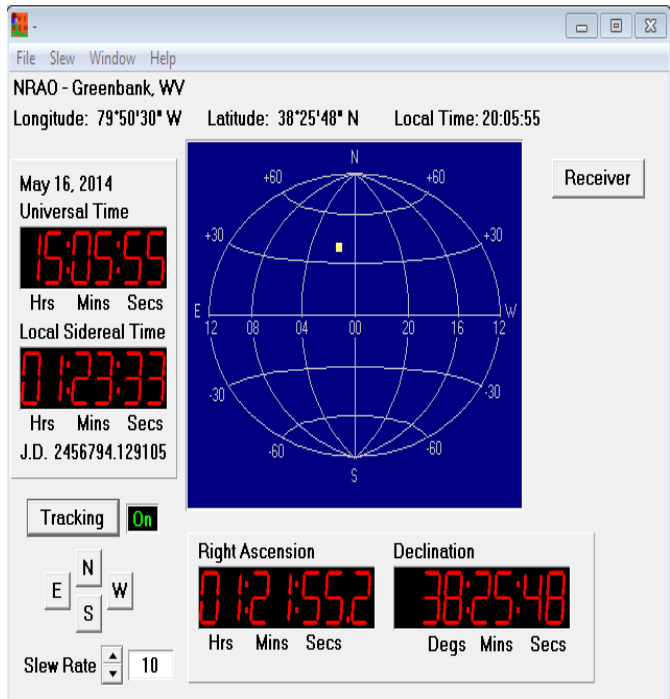 -
File Slew Window Help
NRAO - Greenbank, WV
Longitude: 79°50'30" W Latitude: 38°25'48" N Local Time: 20:05:55
May 16, 2014
Universal Time
15:05:55
Hrs Mins Secs
Local Sidereal Time
01:23:33
Hrs Mins Secs
J.D. 2456794.129105
N
+60 +60
+30 +30
E W
12 08 04 00 20 16 12
-30 -30
-60 -60
S
Receiver
Tracking On
N
E W
S
Slew Rate 10
Right Ascension Declination
01:21:55.2 38:25:48
Hrs Mins Secs Degs Mins Secs